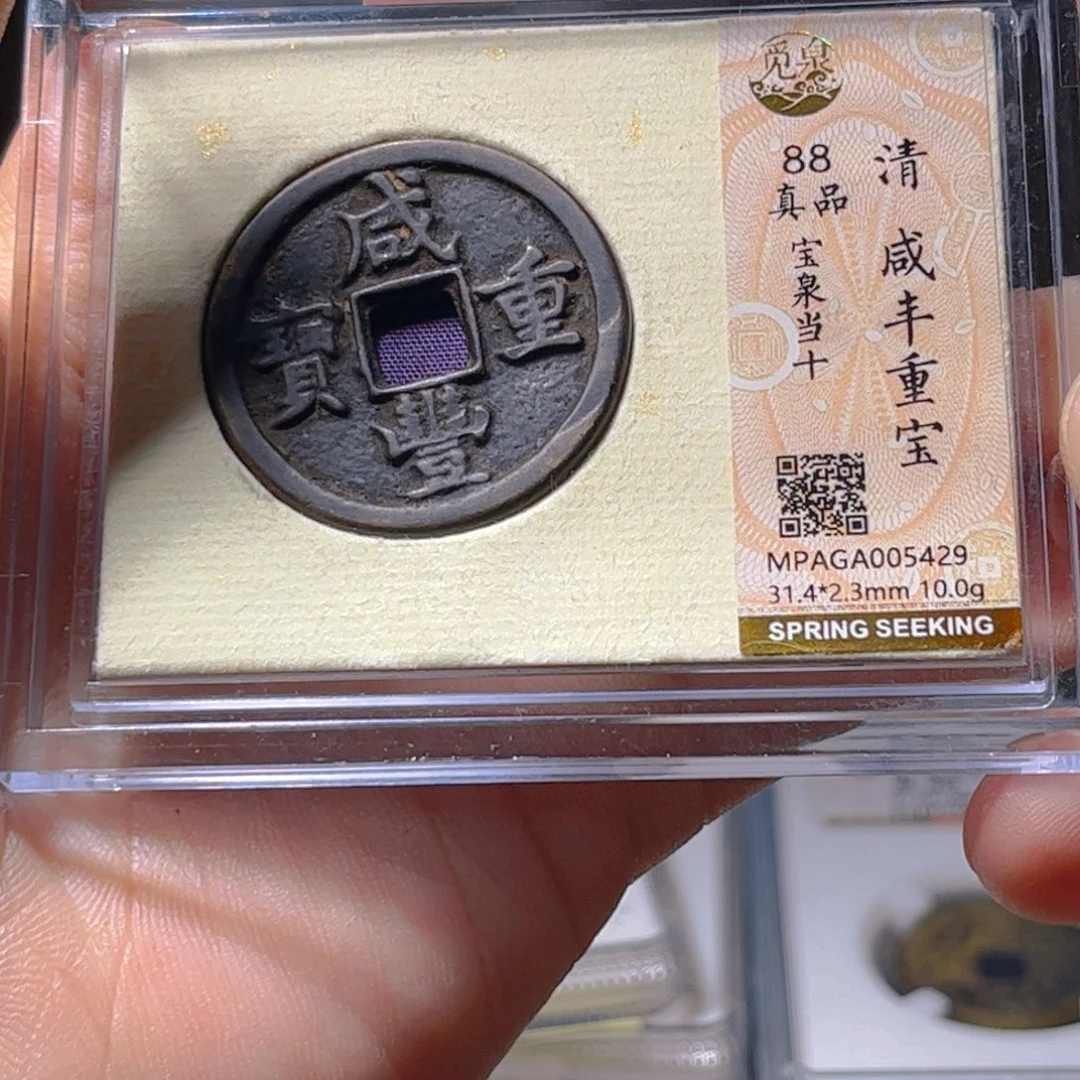 咸
豐
重
寶
觅泉
清 咸丰重宝
88
真品
宝泉当十
MPAGA005429
31.4*2.3mm 10.0g
SPRING SEEKING